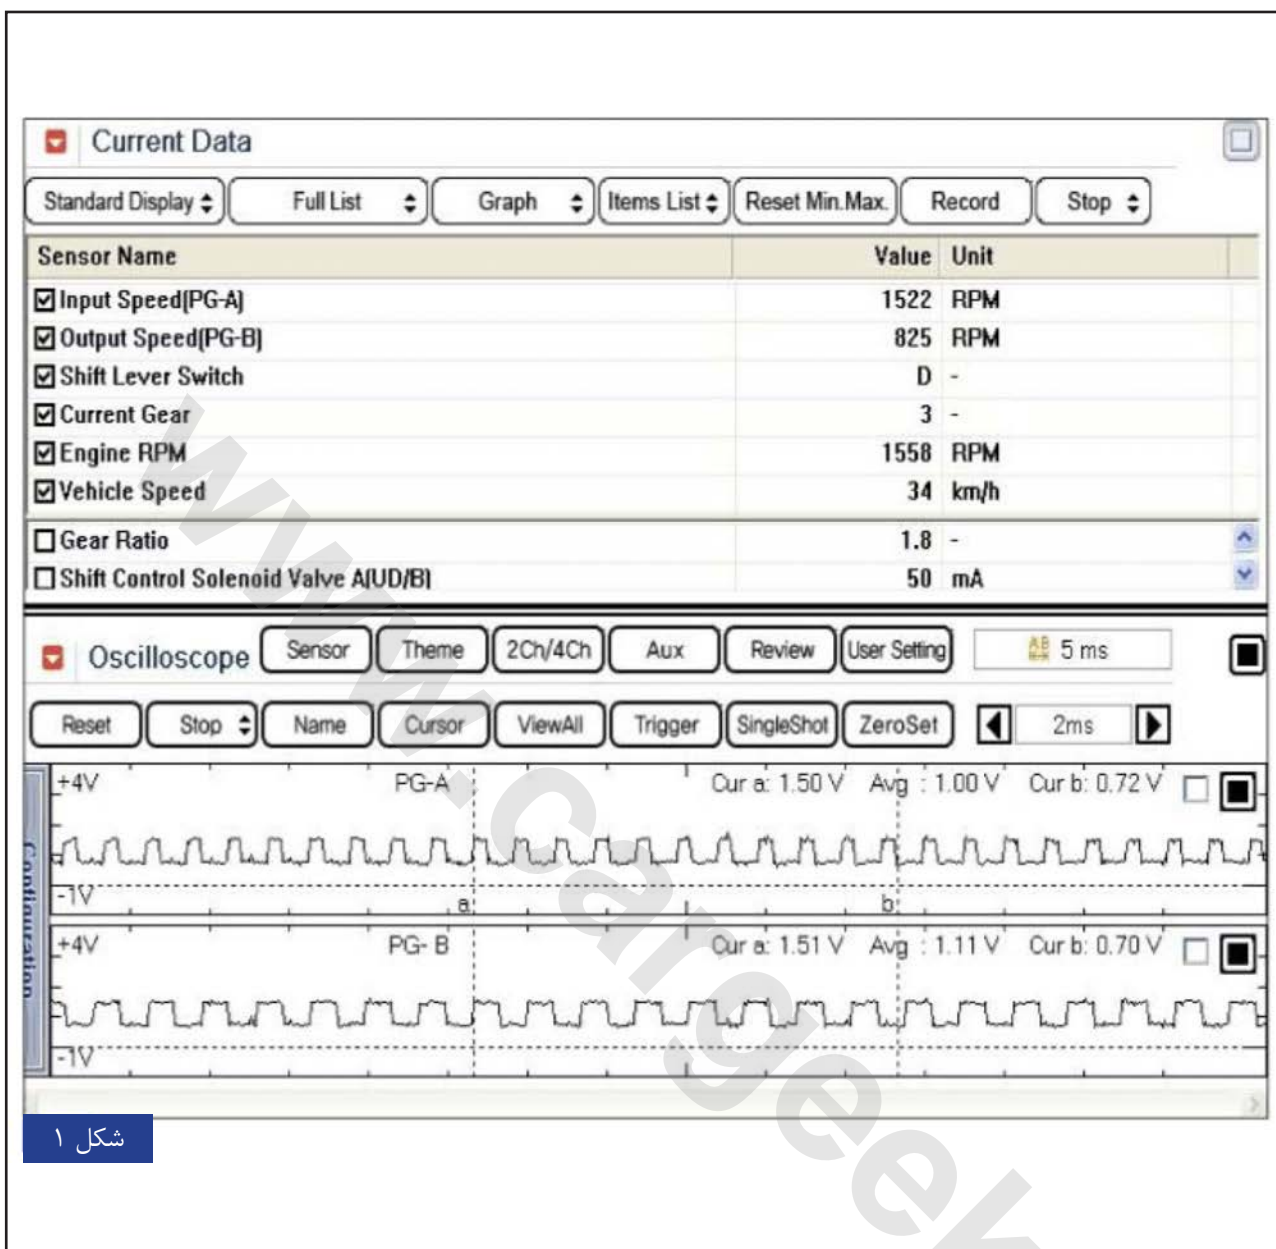 Current Data
Standard Display Full List Graph Items List Reset Min.Max. Record Stop
Sensor Name Value Unit
Input Speed(PG-A) 1522 RPM
Output Speed(PG-B) 825 RPM
Shift Lever Switch D -
Current Gear 3 -
Engine RPM 1558 RPM
Vehicle Speed 34 km/h
Gear Ratio 1.8 -
Shift Control Solenoid Valve A(UD/B) 50 mA
Oscilloscope Sensor Theme 2Ch/4Ch Aux Review User Setting 5 ms
Reset Stop Name Cursor ViewAll Trigger SingleShot ZeroSet 2ms
Configuration
+4V PG-A Cur a: 1.50 V Avg : 1.00 V Cur b: 0.72 V
-1V
a b
+4V PG- B Cur a: 1.51 V Avg : 1.11 V Cur b: 0.70 V
-1V
شکل ۱